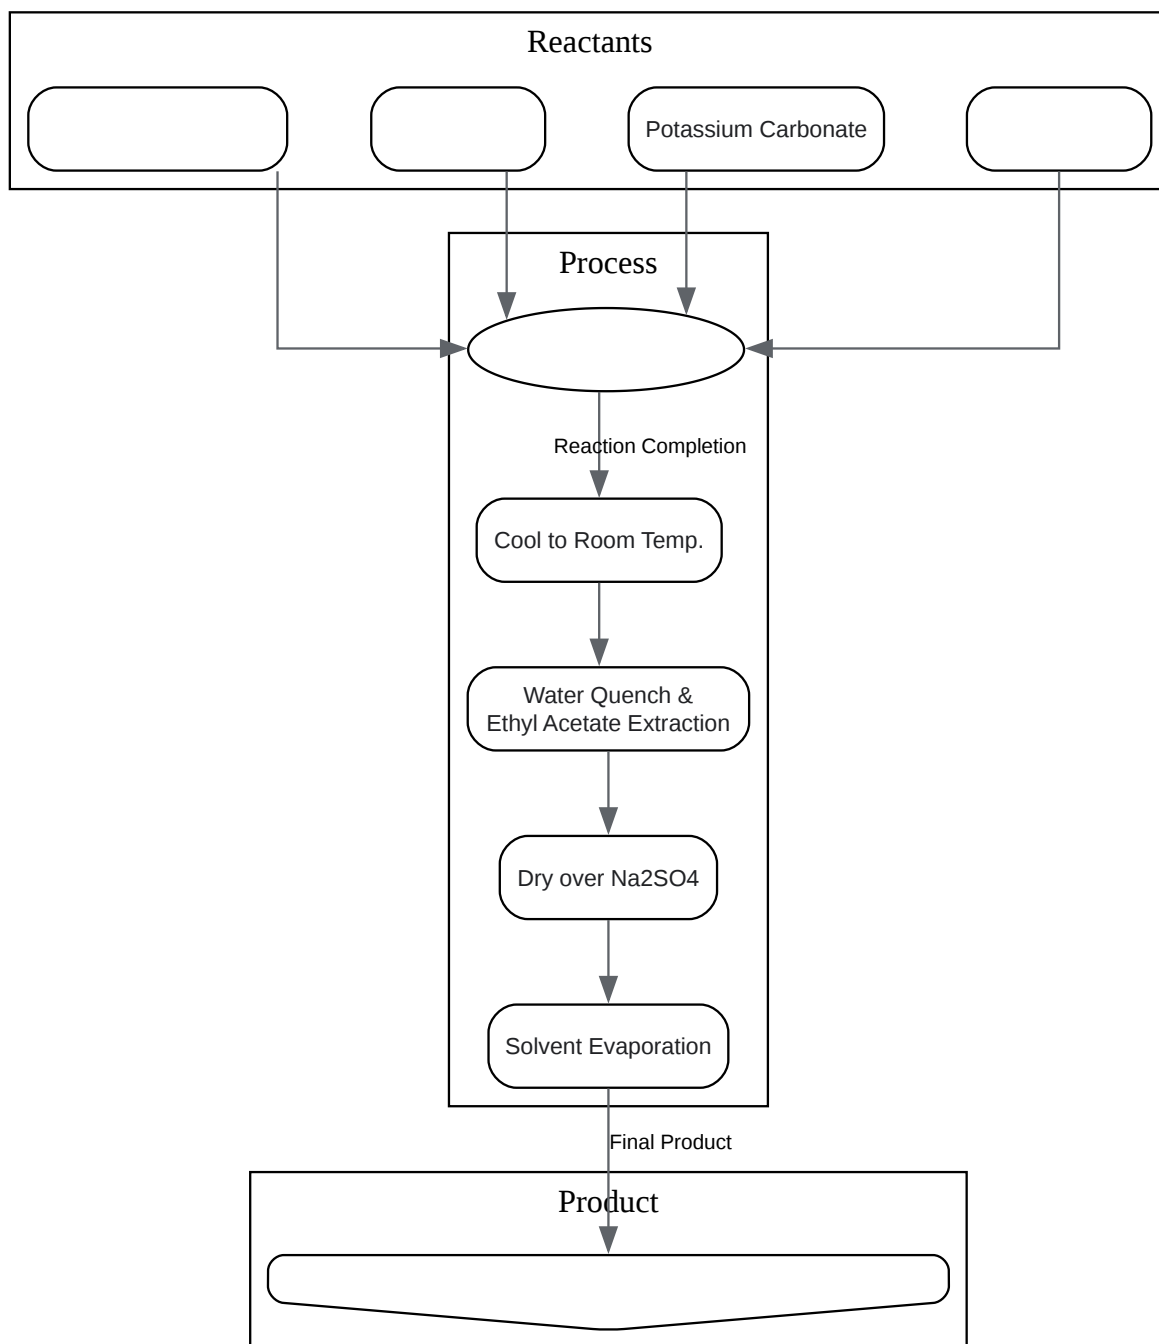 Reactants
Potassium Carbonate
Process
Reaction Completion
Cool to Room Temp.
Water Quench &
Ethyl Acetate Extraction
Dry over Na2SO4
Solvent Evaporation
Final Product
Product